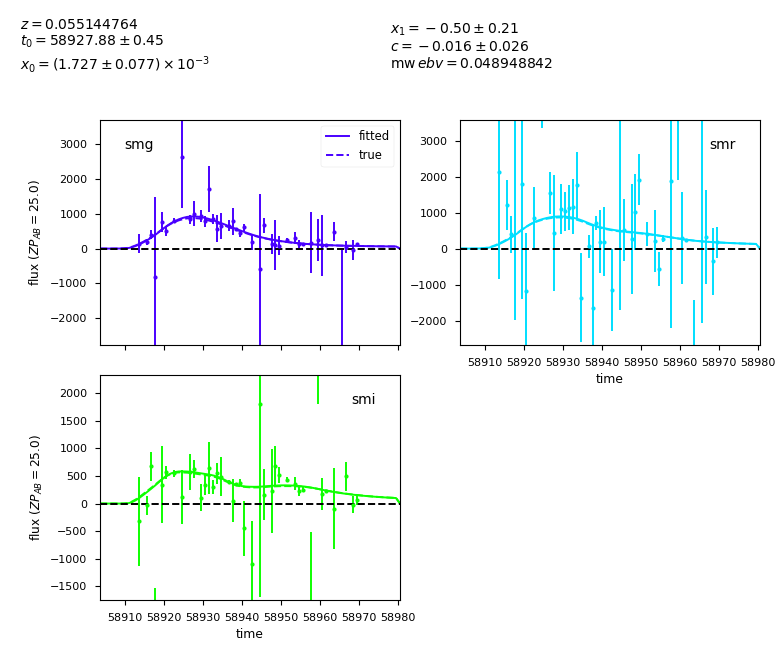 z = 0.055144764
t₀ = 58927.88 ± 0.45
x₀ = (1.727 ± 0.077) × 10⁻³
x₁ = −0.50 ± 0.21
c = −0.016 ± 0.026
mw ebv = 0.048948842
smg
fitted
true
3000
2000
1000
0
−1000
−2000
flux (ZP_AB = 25.0)
smr
3000
2000
1000
0
−1000
−2000
58910 58920 58930 58940 58950 58960 58970 58980
time
smi
2000
1500
1000
500
0
−500
−1000
−1500
flux (ZP_AB = 25.0)
58910 58920 58930 58940 58950 58960 58970 58980
time